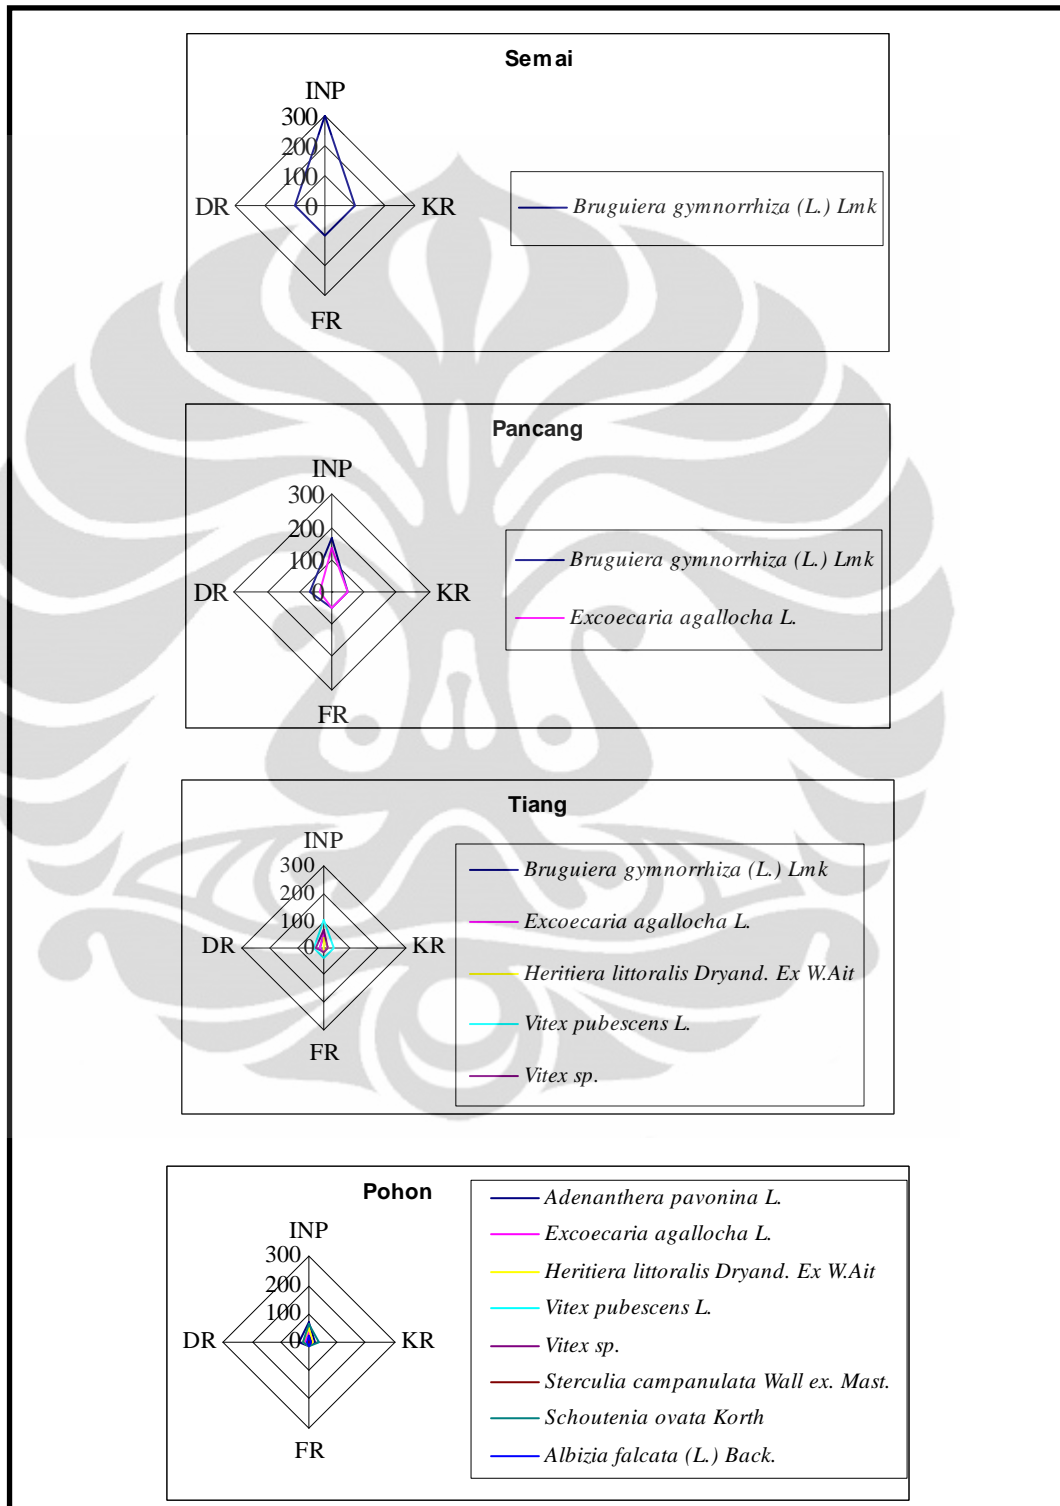 Semai
INP
300
200
100
0
DR
KR
FR
Bruguiera gymnorrhiza (L.) Lmk
Pancang
INP
300
200
100
0
DR
KR
FR
Bruguiera gymnorrhiza (L.) Lmk
Excoecaria agallocha L.
Tiang
INP
300
200
100
0
DR
KR
FR
Bruguiera gymnorrhiza (L.) Lmk
Excoecaria agallocha L.
Heritiera littoralis Dryand. Ex W.Ait
Vitex pubescens L.
Vitex sp.
Pohon
INP
300
200
100
0
DR
KR
FR
Adenanthera pavonina L.
Excoecaria agallocha L.
Heritiera littoralis Dryand. Ex W.Ait
Vitex pubescens L.
Vitex sp.
Sterculia campanulata Wall ex. Mast.
Schoutenia ovata Korth
Albizia falcata (L.) Back.